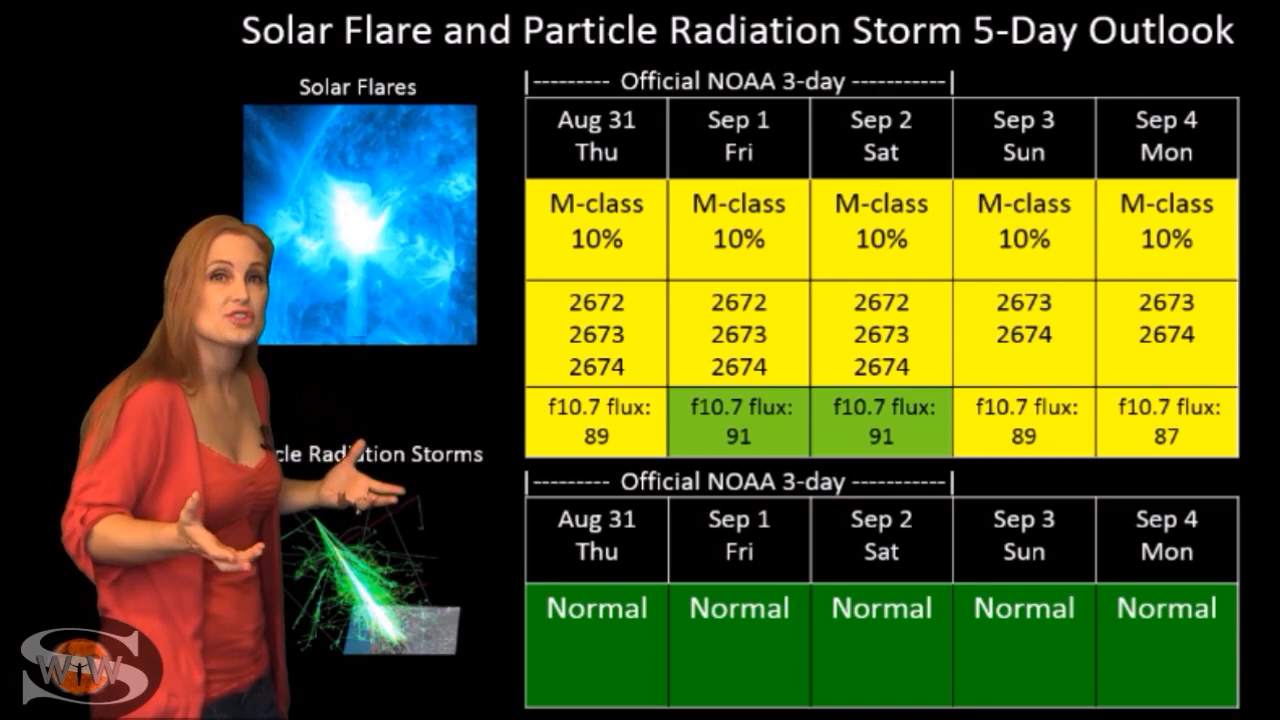 Solar Flare and Particle Radiation Storm 5-Day Outlook
Solar Flares
|--------- Official NOAA 3-day -----------|
Aug 31 Sep 1 Sep 2 Sep 3 Sep 4
Thu Fri Sat Sun Mon
M-class M-class M-class M-class M-class
10% 10% 10% 10% 10%
2672 2672 2672 2673 2673
2673 2673 2673 2674 2674
2674 2674 2674
f10.7 flux: f10.7 flux: f10.7 flux: f10.7 flux: f10.7 flux:
89 91 91 89 87
cle Radiation Storms
|--------- Official NOAA 3-day -----------|
Aug 31 Sep 1 Sep 2 Sep 3 Sep 4
Thu Fri Sat Sun Mon
Normal Normal Normal Normal Normal
S
WTW